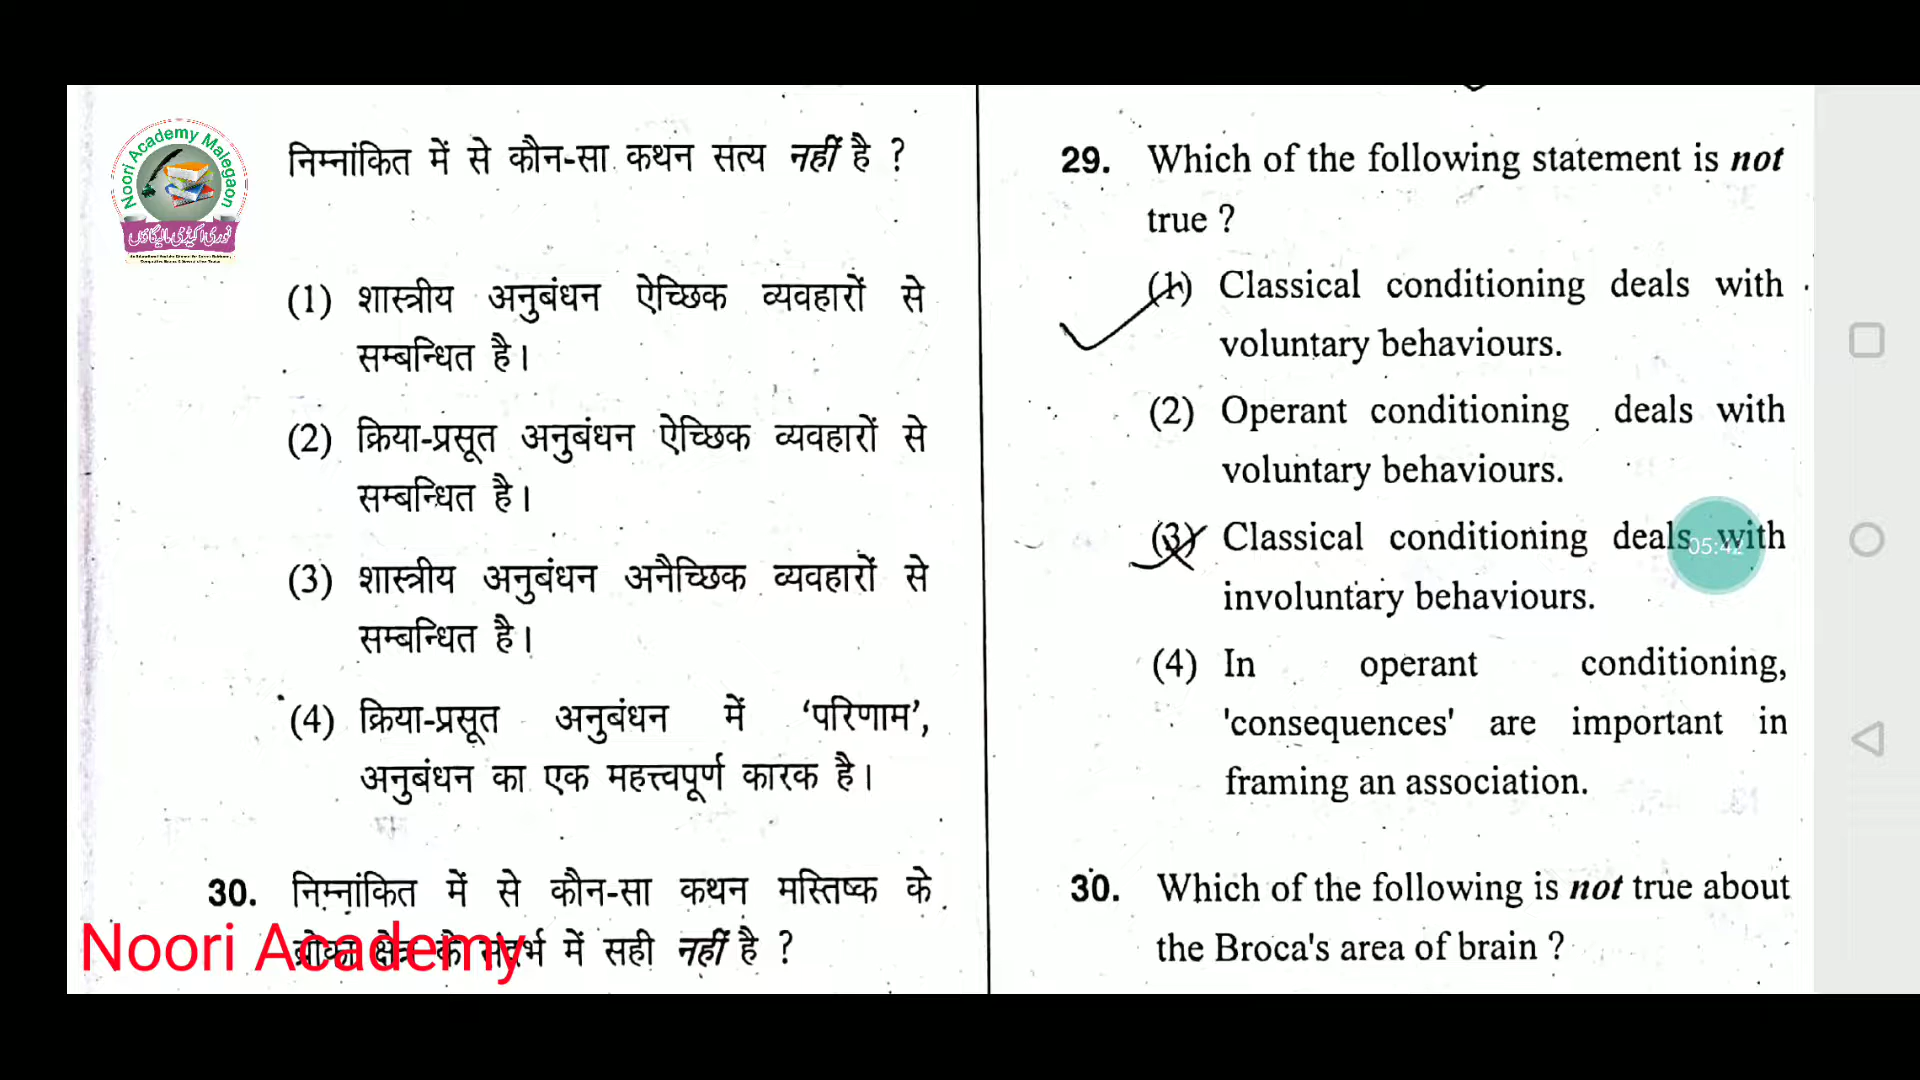 Noori Academy Malegaon
نوری اکیڈمی مالیگاؤں
निम्नांकित में से कौन-सा कथन सत्य नहीं है ?
(1) शास्त्रीय अनुबंधन ऐच्छिक व्यवहारों से
सम्बन्धित है।
(2) क्रिया-प्रसूत अनुबंधन ऐच्छिक व्यवहारों से
सम्बन्धित है।
(3) शास्त्रीय अनुबंधन अनैच्छिक व्यवहारों से
सम्बन्धित है।
(4) क्रिया-प्रसूत अनुबंधन में ‘परिणाम’,
अनुबंधन का एक महत्त्वपूर्ण कारक है।
30. निम्नांकित में से कौन-सा कथन मस्तिष्क के
ब्रोका क्षेत्र के संदर्भ में सही नहीं है ?
Noori Academy
29. Which of the following statement is not
true ?
(1) Classical conditioning deals with
voluntary behaviours.
(2) Operant conditioning deals with
voluntary behaviours.
(3) Classical conditioning deals with
involuntary behaviours.
(4) In operant conditioning,
'consequences' are important in
framing an association.
30. Which of the following is not true about
the Broca's area of brain ?
05:42